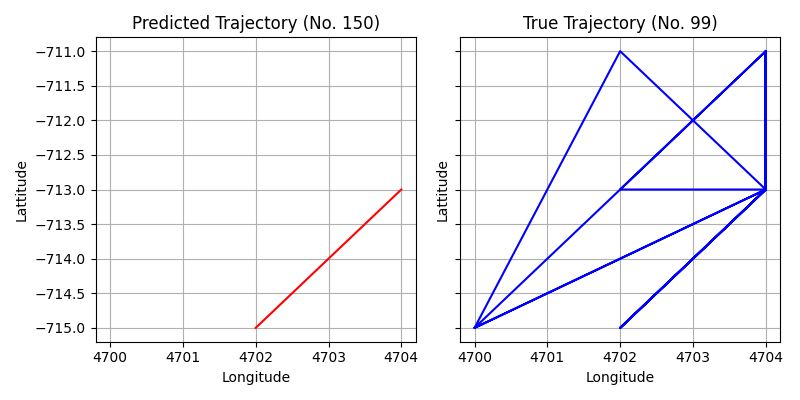 Predicted Trajectory (No. 150)
True Trajectory (No. 99)
−711.0
−711.5
−712.0
−712.5
−713.0
−713.5
−714.0
−714.5
−715.0
Lattitude
Lattitude
4700 4701 4702 4703 4704
4700 4701 4702 4703 4704
Longitude
Longitude